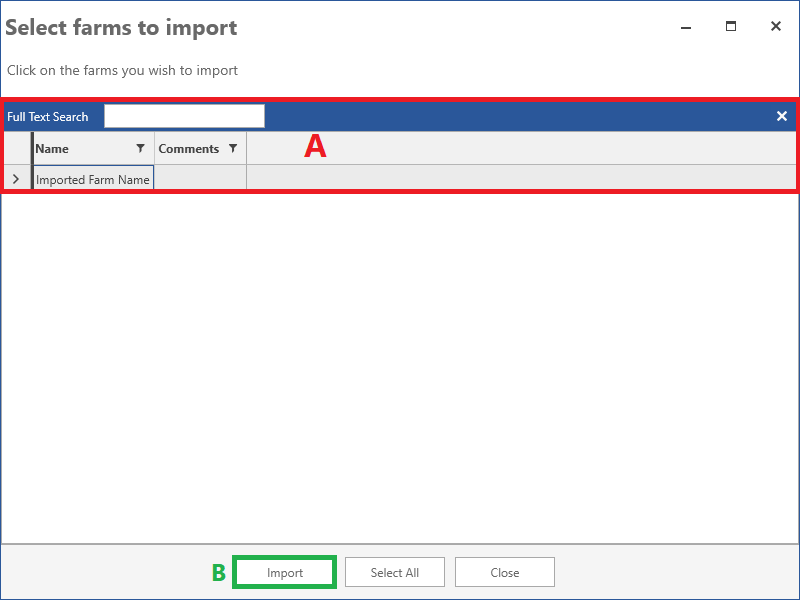 Select farms to import
Click on the farms you wish to import
Full Text Search
Name Comments A
Imported Farm Name
B Import Select All Close